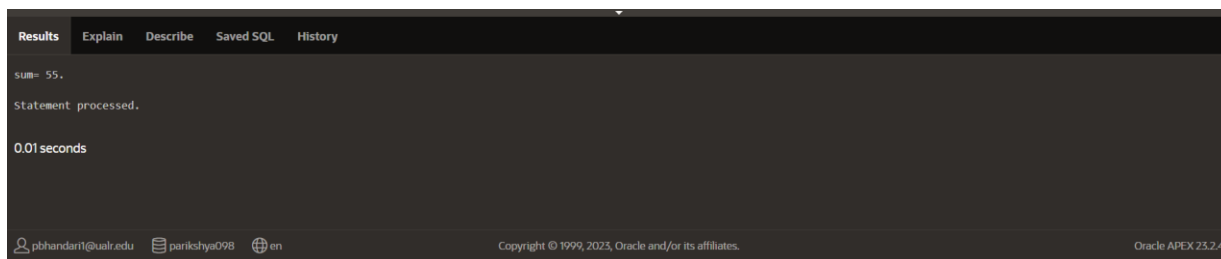 Results Explain Describe Saved SQL History
sum= 55.
Statement processed.
0.01 seconds
pbhandari1@ualr.edu parikshya098 en Copyright © 1999, 2023, Oracle and/or its affiliates. Oracle APEX 23.2.4